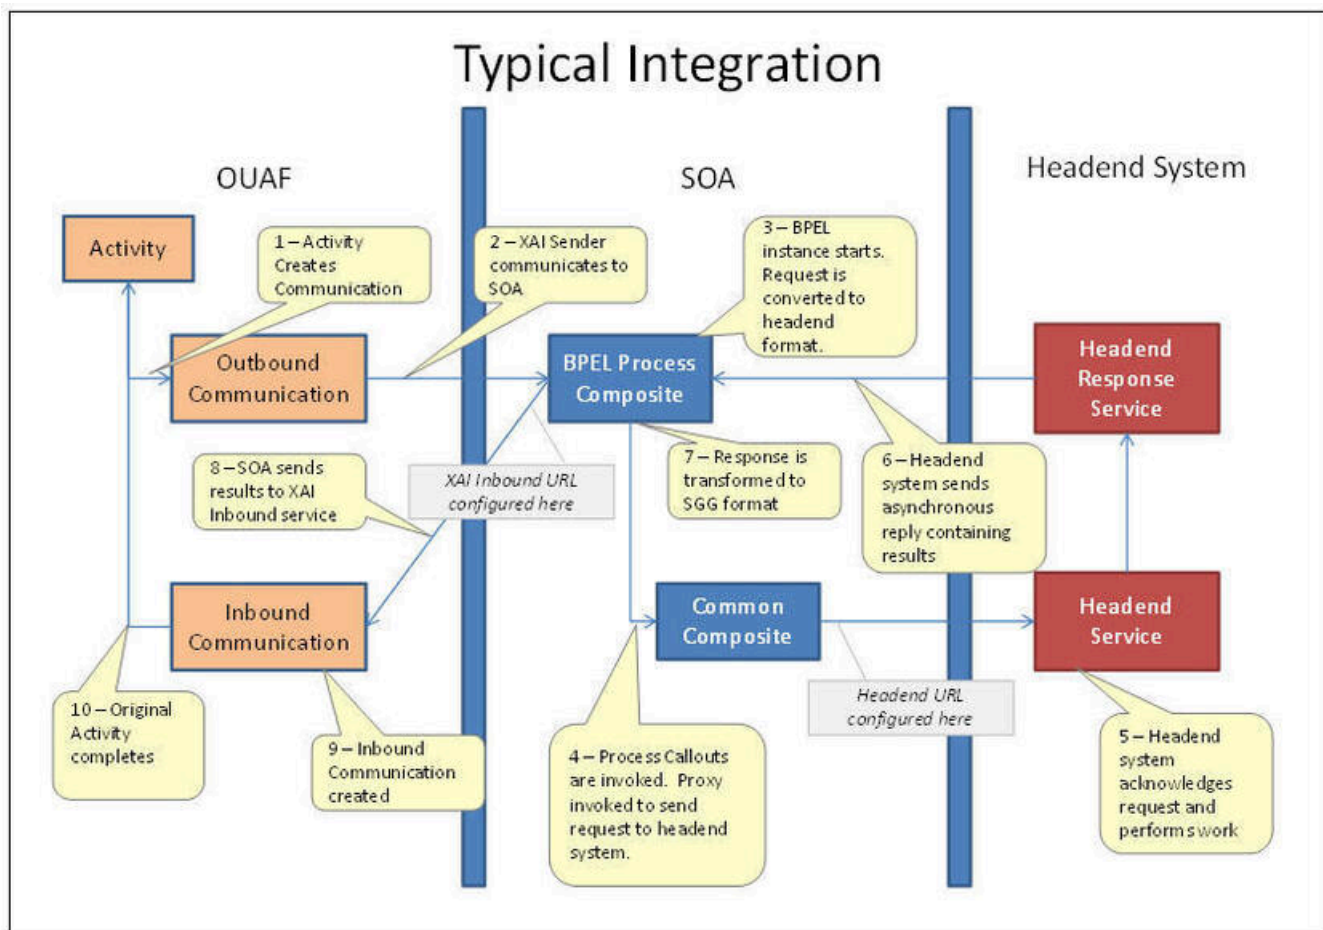 Typical Integration
OUAF
SOA
Headend System
Activity
1 – Activity
Creates
Communication
2 – XAI Sender
communicates to
SOA
3 – BPEL
instance starts.
Request is
converted to
headend
format.
Outbound
Communication
BPEL Process
Composite
Headend
Response
Service
8 – SOA sends
results to XAI
Inbound service
XAI Inbound URL
configured here
7 – Response is
transformed to
SGG format
6 – Headend
system sends
asynchronous
reply containing
results
Inbound
Communication
Common
Composite
Headend
Service
10 – Original
Activity
completes
9 – Inbound
Communication
created
4 – Process Callouts
are invoked. Proxy
invoked to send
request to headend
system.
Headend URL
configured here
5 – Headend
system
acknowledges
request and
performs work